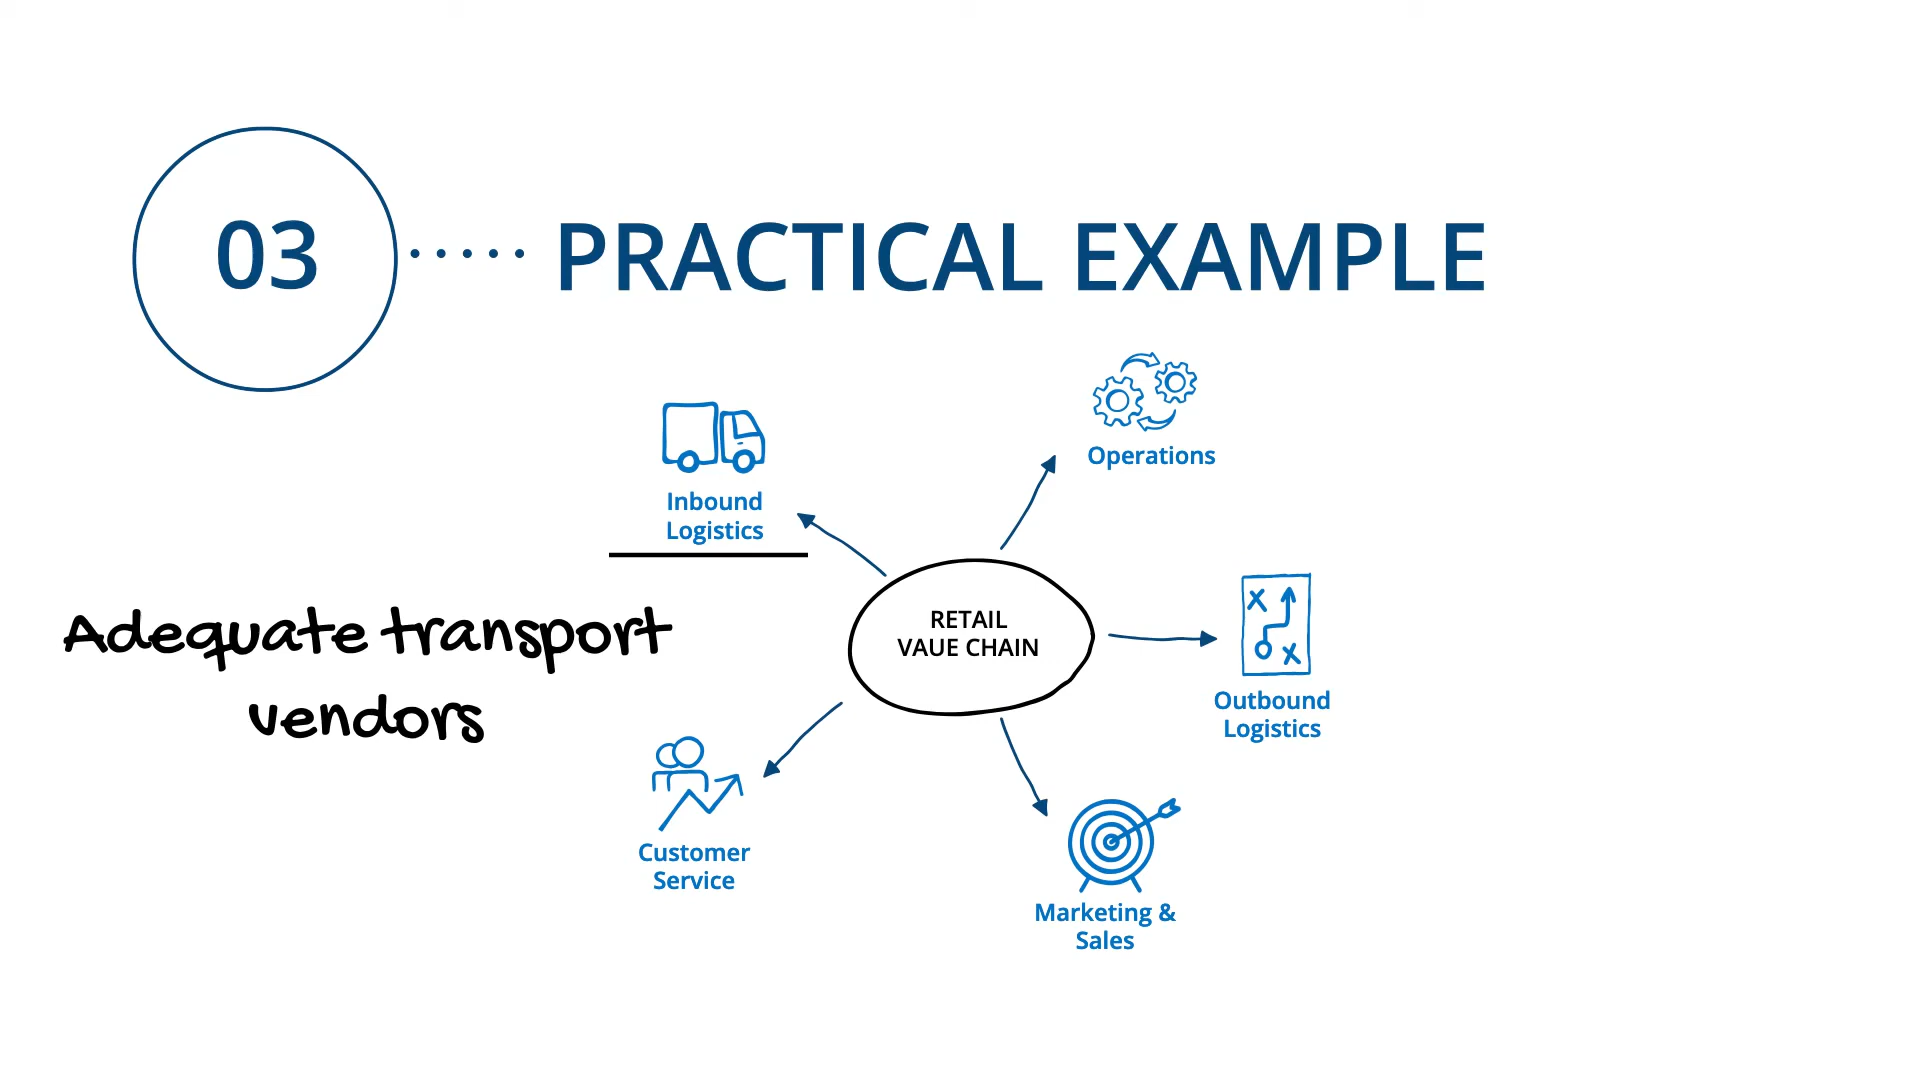 03
PRACTICAL EXAMPLE
Operations
Inbound
Logistics
RETAIL
VAUE CHAIN
Adequate transport
vendors
Outbound
Logistics
Customer
Service
Marketing &
Sales